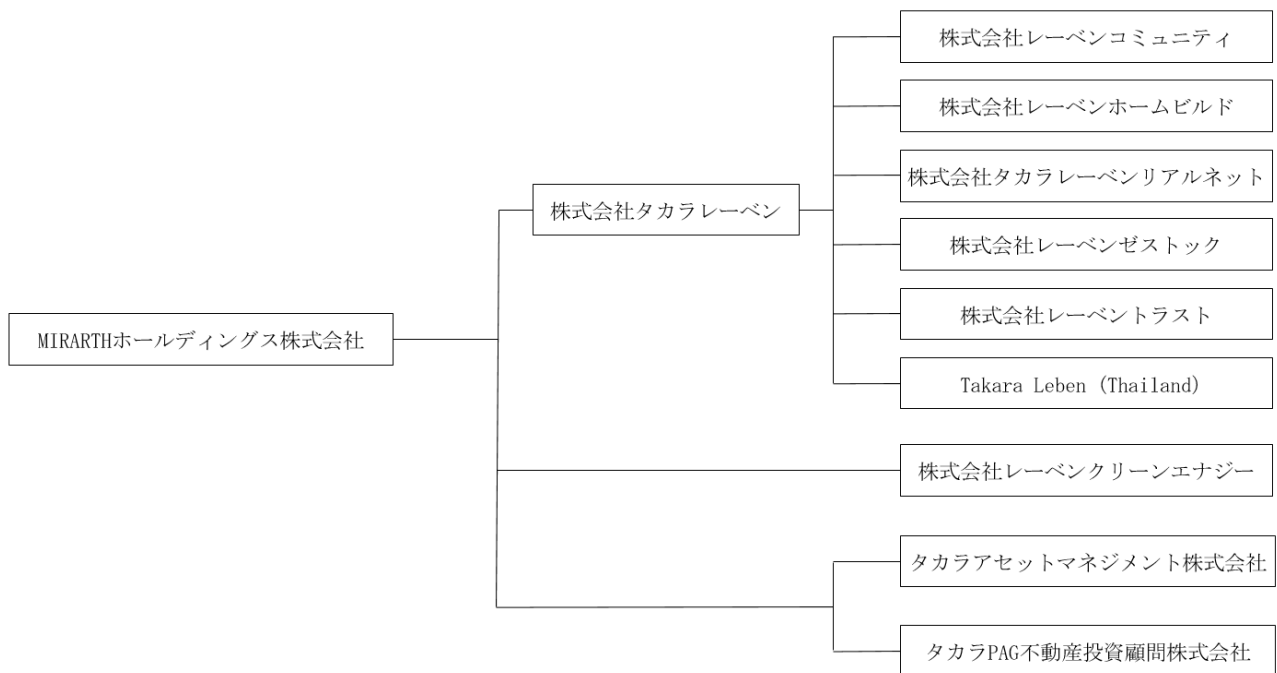 株式会社レーベンコミュニティ
株式会社レーベンホームビルド
株式会社タカラレーベンリアルネット
株式会社タカラレーベン
株式会社レーベンゼストック
株式会社レーベントラスト
MIRARTHホールディングス株式会社
Takara Leben (Thailand)
株式会社レーベンクリーンエナジー
タカラアセットマネジメント株式会社
タカラPAG不動産投資顧問株式会社